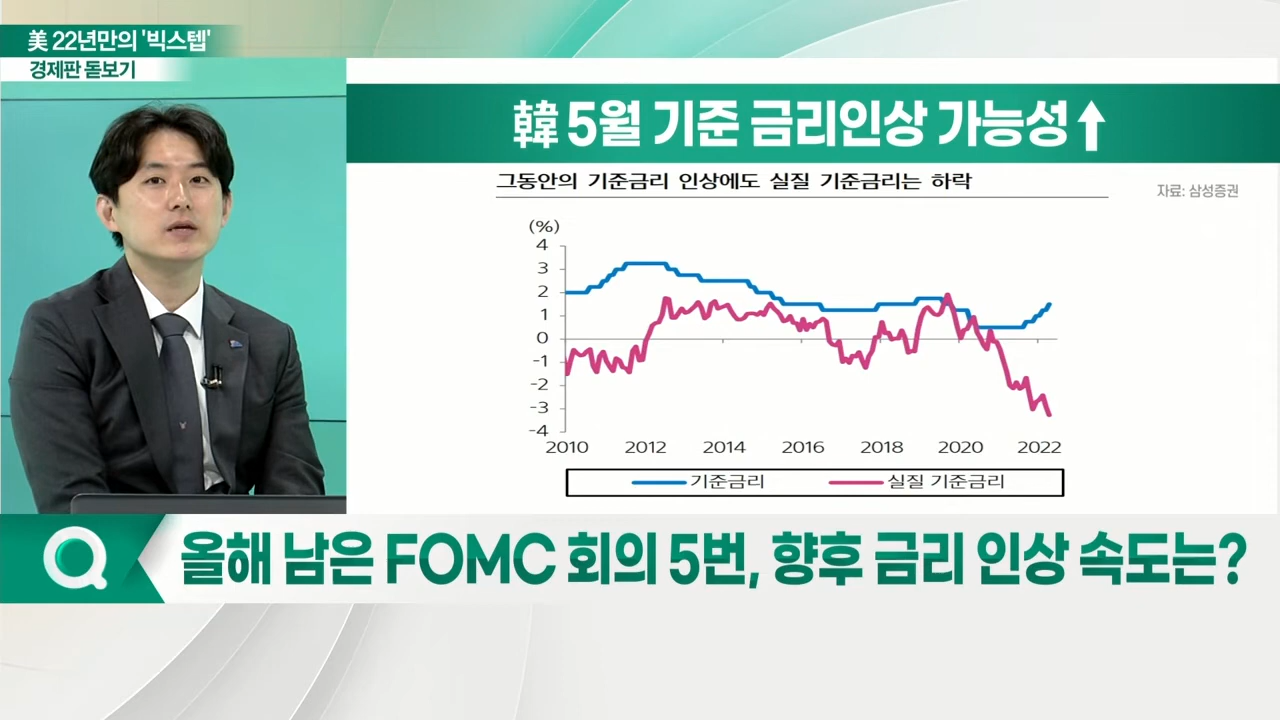 美 22년만의 '빅스텝'
경제판 돋보기
韓 5월 기준 금리인상 가능성↑
그동안의 기준금리 인상에도 실질 기준금리는 하락
자료: 삼성증권
(%)
4
3
2
1
0
-1
-2
-3
-4
2010 2012 2014 2016 2018 2020 2022
기준금리 실질 기준금리
올해 남은 FOMC 회의 5번, 향후 금리 인상 속도는?